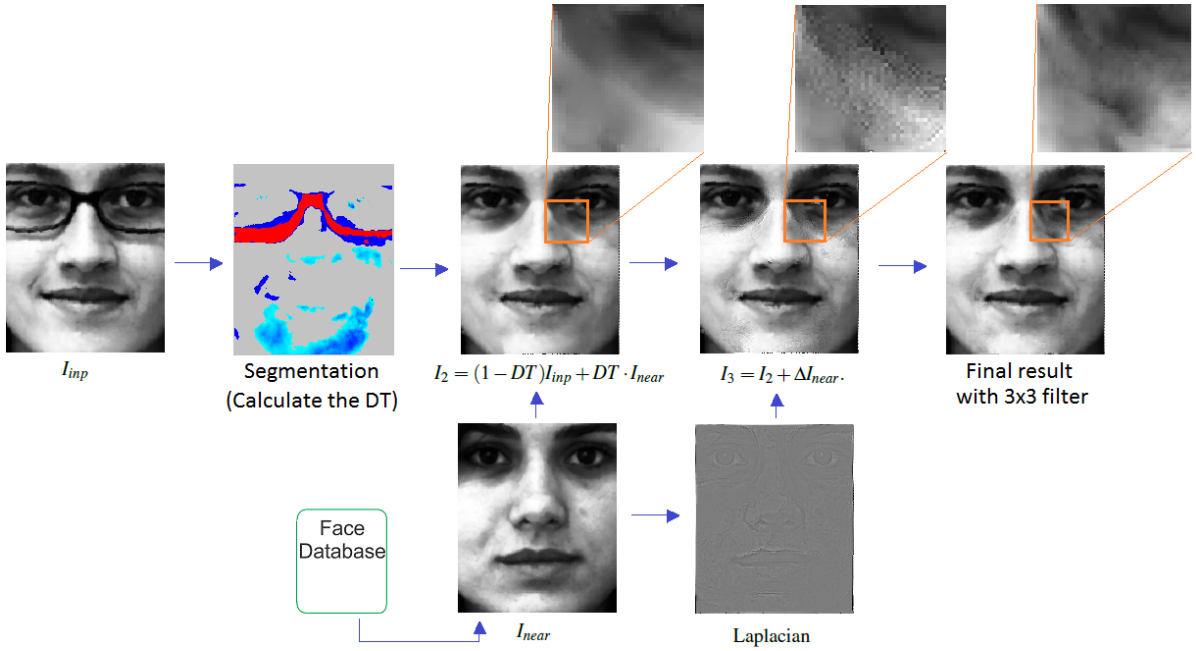 I_inp
Segmentation
(Calculate the DT)
I_2 = (1 − DT)I_inp + DT · I_near
I_3 = I_2 + ΔI_near.
Final result
with 3x3 filter
Face
Database
I_near
Laplacian